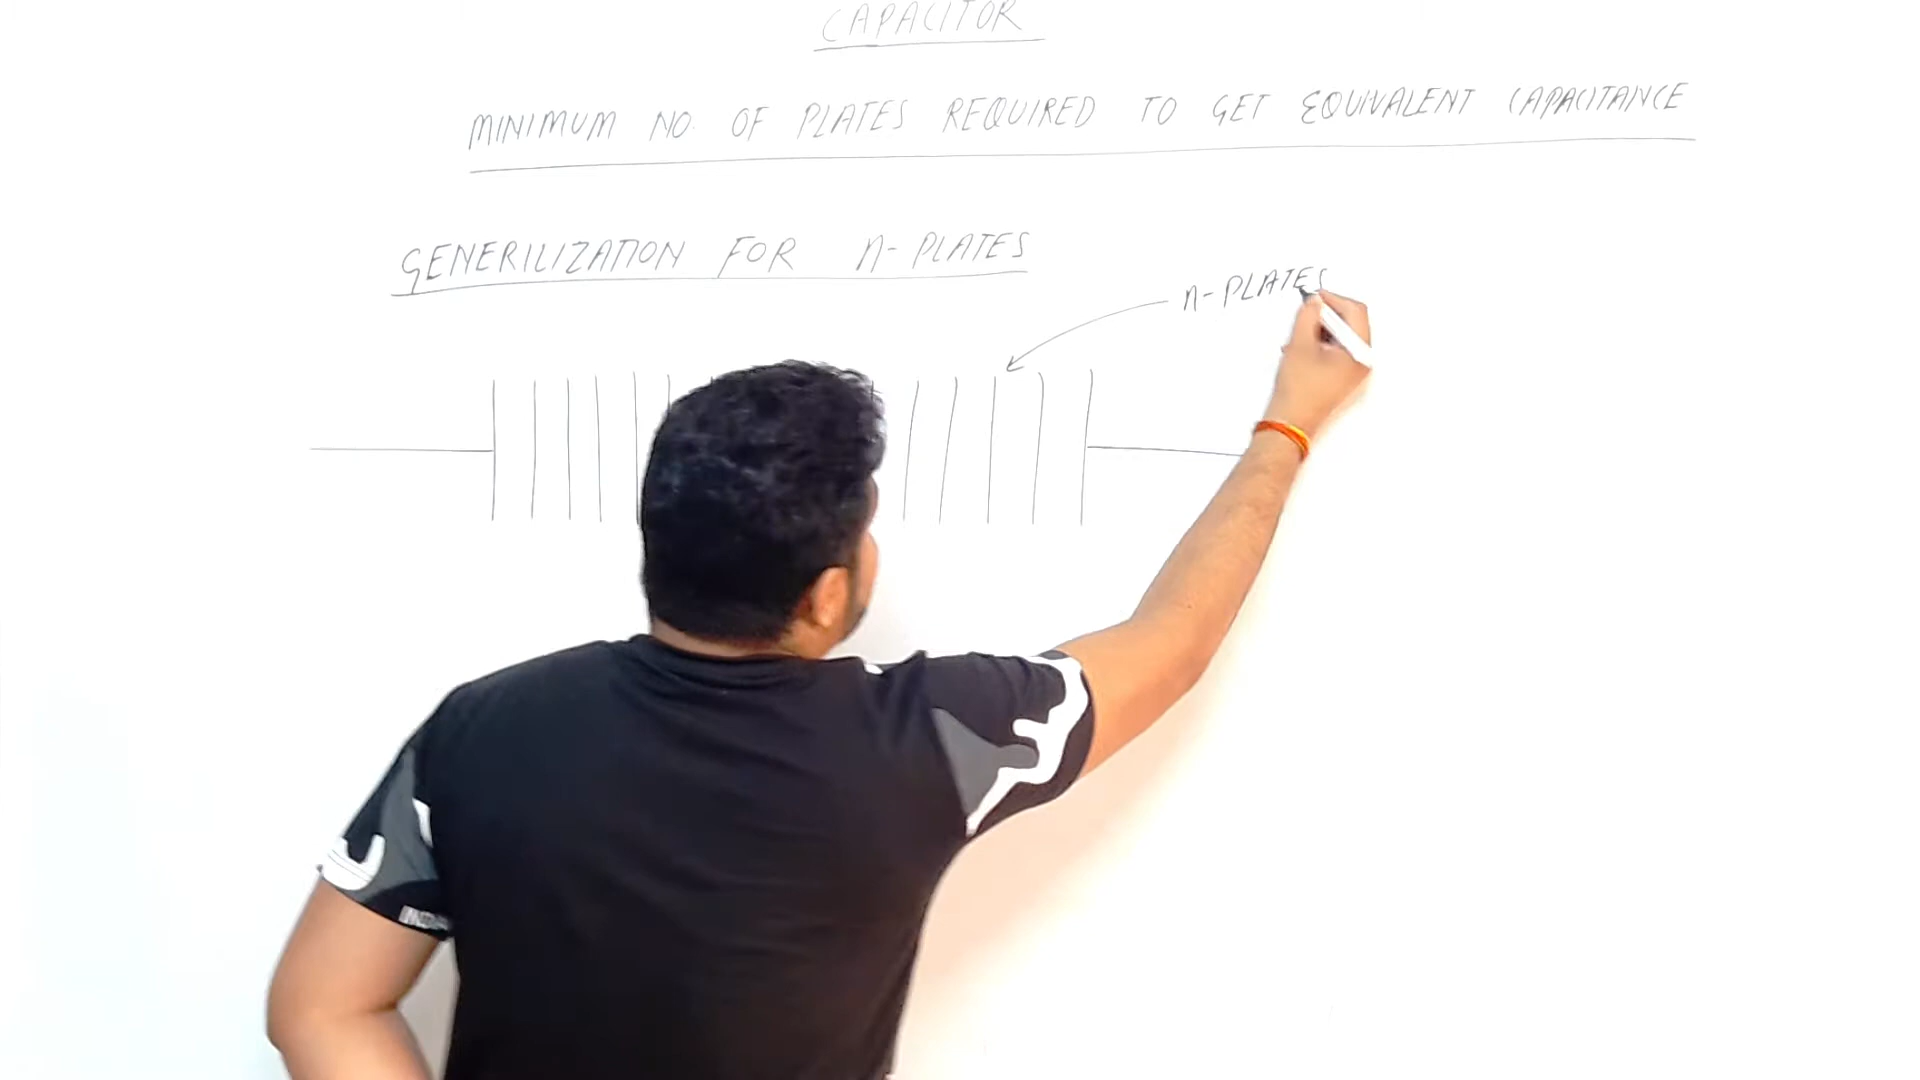 CAPACITOR
MINIMUM NO. OF PLATES REQUIRED TO GET EQUIVALENT CAPACITANCE
GENERILIZATION FOR n-PLATES
n-PLATES